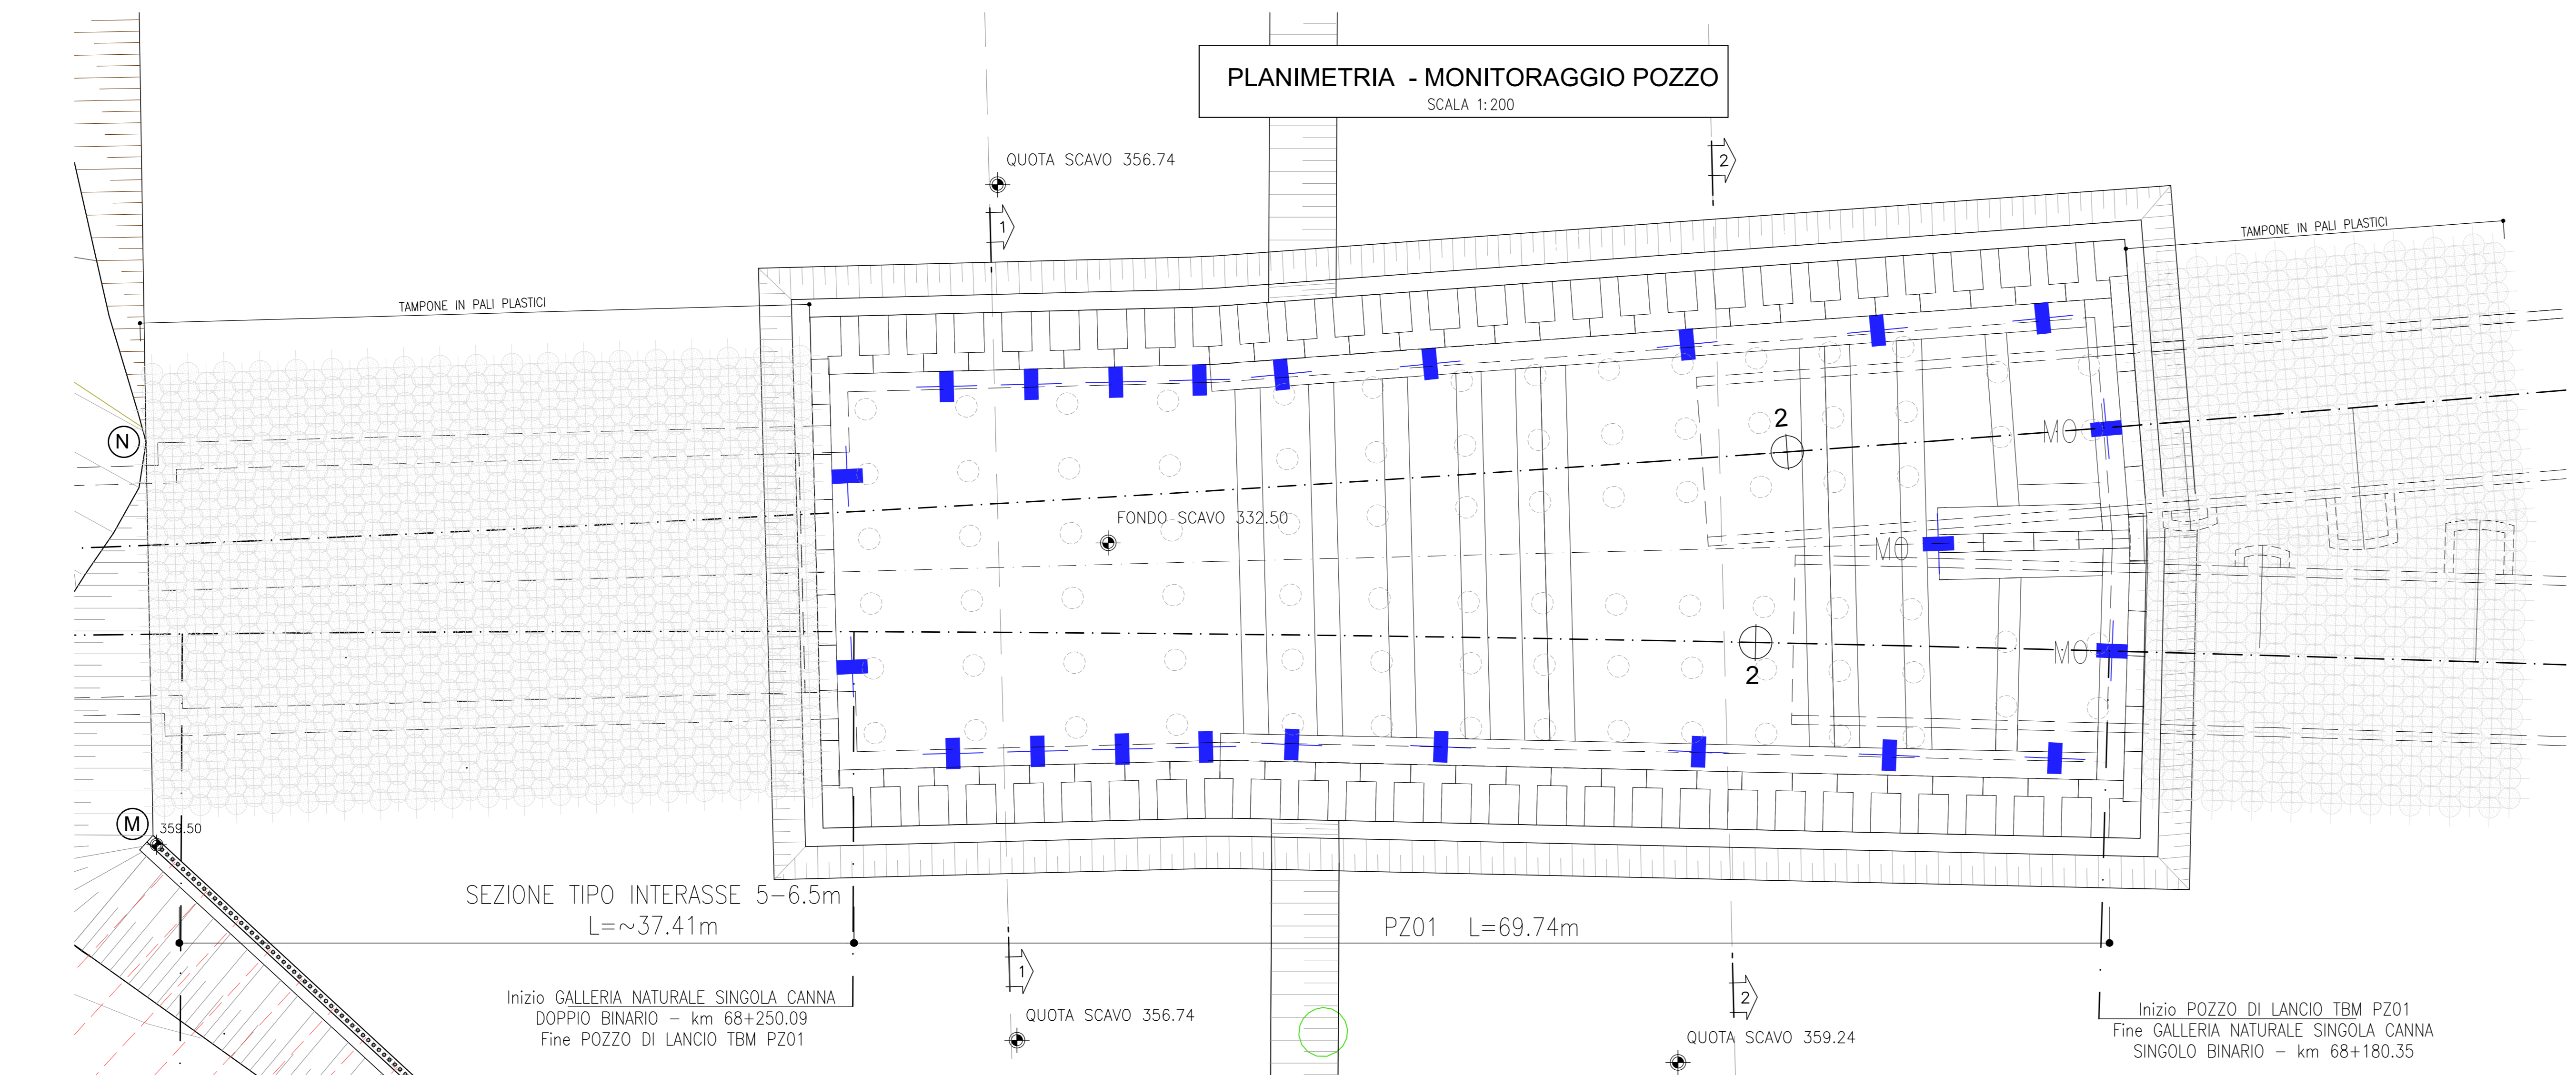 PLANIMETRIA - MONITORAGGIO POZZO
SCALA 1:200
QUOTA SCAVO 356.74
2
1
TAMPONE IN PALI PLASTICI
TAMPONE IN PALI PLASTICI
N
2
MO
FONDO SCAVO 332.50
MO
MO
2
M
359.50
SEZIONE TIPO INTERASSE 5-6.5m
L=~37.41m
PZ01 L=69.74m
1
2
Inizio GALLERIA NATURALE SINGOLA CANNA
DOPPIO BINARIO - km 68+250.09
Fine POZZO DI LANCIO TBM PZ01
QUOTA SCAVO 356.74
QUOTA SCAVO 359.24
Inizio POZZO DI LANCIO TBM PZ01
Fine GALLERIA NATURALE SINGOLA CANNA
SINGOLO BINARIO - km 68+180.35